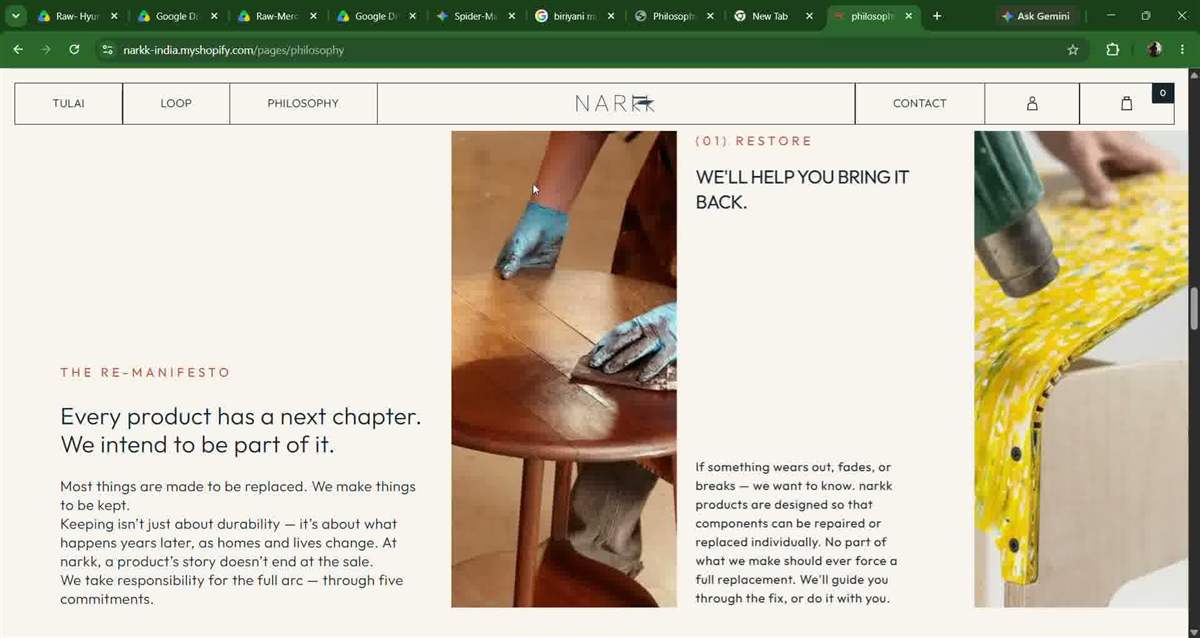 Raw- Hyun
Google D
Raw-Merc
Google D
Spider-Ma
biriyani m
Philosoph
New Tab
philosoph
Ask Gemini
narkk-india.myshopify.com/pages/philosophy
TULAI
LOOP
PHILOSOPHY
NARKK
CONTACT
0
THE RE-MANIFESTO
Every product has a next chapter.
We intend to be part of it.
Most things are made to be replaced. We make things
to be kept.
Keeping isn't just about durability — it's about what
happens years later, as homes and lives change. At
narkk, a product's story doesn't end at the sale.
We take responsibility for the full arc — through five
commitments.
(01) RESTORE
WE'LL HELP YOU BRING IT
BACK.
If something wears out, fades, or
breaks — we want to know. narkk
products are designed so that
components can be repaired or
replaced individually. No part of
what we make should ever force a
full replacement. We'll guide you
through the fix, or do it with you.